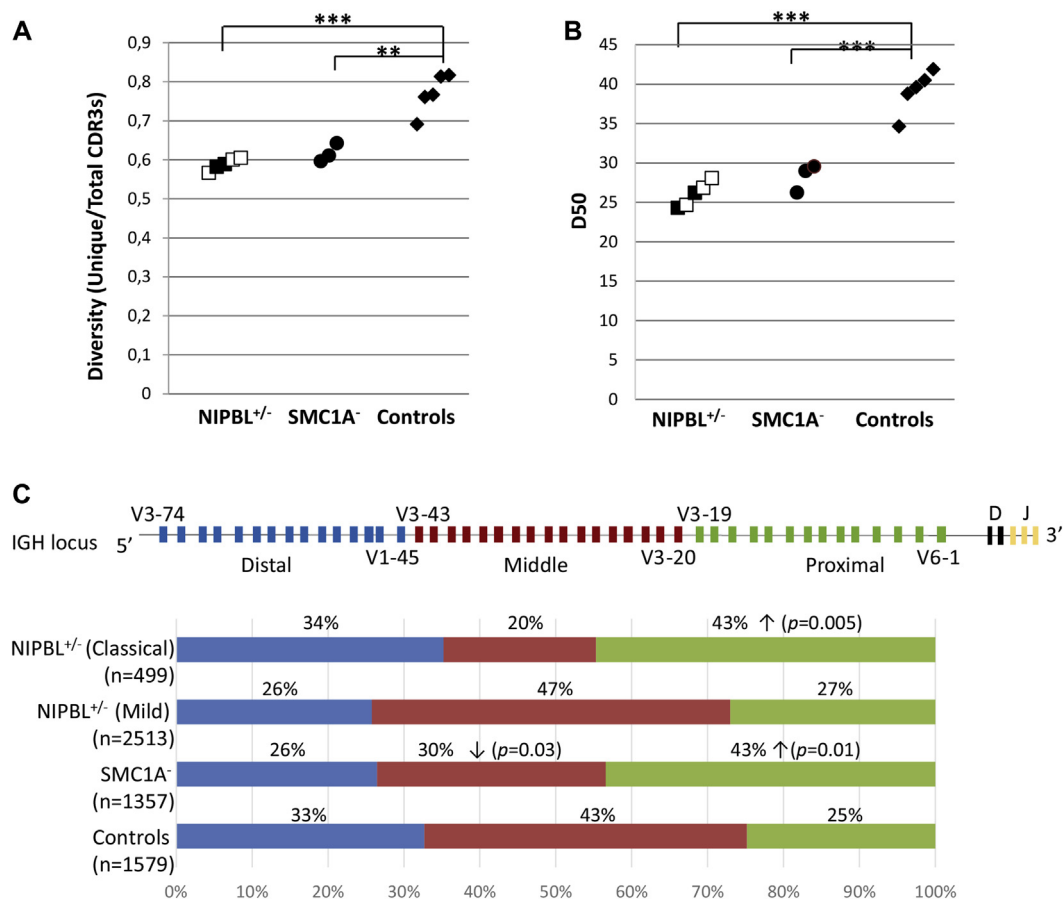 A
***
**
0,9
0,8
0,7
0,6
0,5
0,4
0,3
0,2
0,1
0
Diversity (Unique/Total CDR3s)
NIPBL+/- SMC1A- Controls
B
***
***
45
40
35
30
25
20
15
10
5
0
D50
NIPBL+/- SMC1A- Controls
C
V3-74 V3-43 V3-19 D J
IGH locus 5’ 3’
V1-45 V3-20 V6-1
Distal Middle Proximal
34% 20% 43% ↑ (p=0.005)
NIPBL+/- (Classical)
(n=499)
26% 47% 27%
NIPBL+/- (Mild)
(n=2513)
26% 30% ↓ (p=0.03) 43% ↑(p=0.01)
SMC1A-
(n=1357)
33% 43% 25%
Controls
(n=1579)
0% 10% 20% 30% 40% 50% 60% 70% 80% 90% 100%